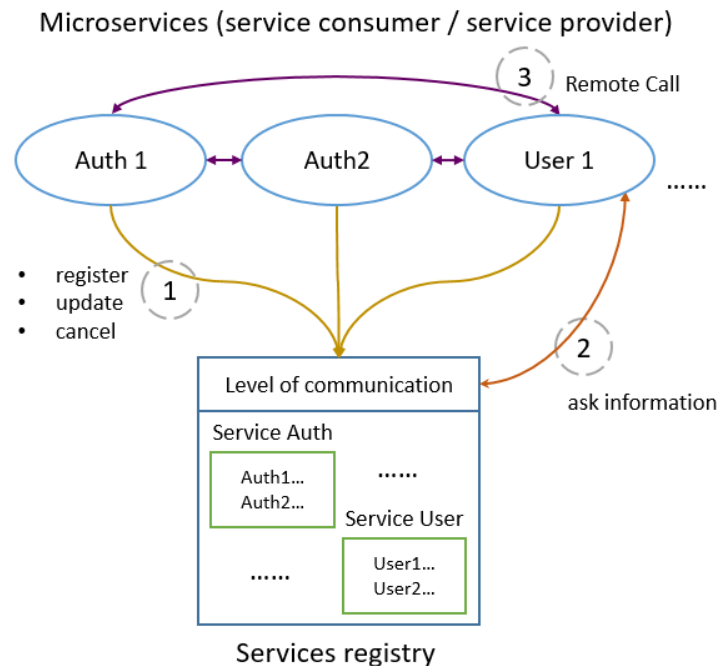 Microservices (service consumer / service provider)
3
Remote Call
Auth 1
Auth2
User 1
......
• register
• update
• cancel
1
2
ask information
Level of communication
Service Auth
Auth1...
Auth2...
......
Service User
User1...
User2...
......
Services registry